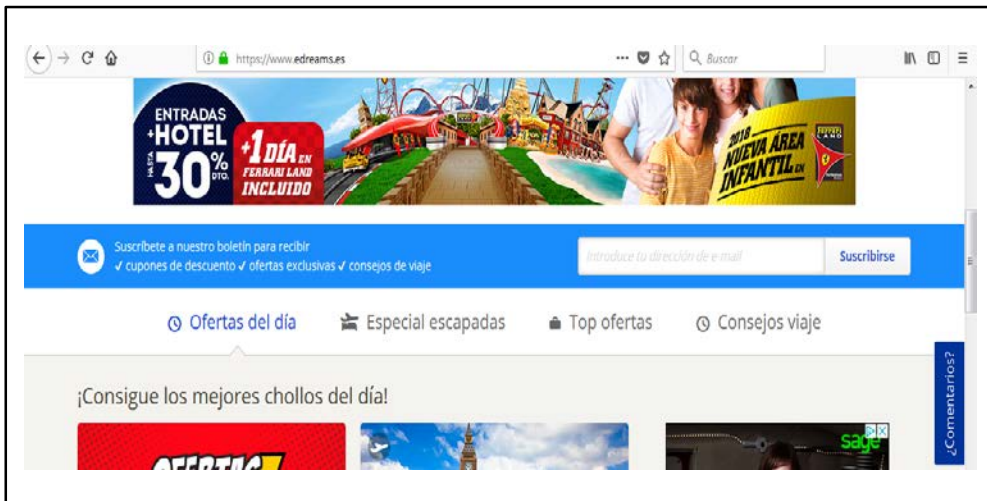 https://www.edreams.es
Buscar
ENTRADAS
+HOTEL
HASTA
30% DTO.
+1 DÍA EN
FERRARI LAND
INCLUIDO
2018
NUEVA ÁREA
INFANTIL EN
FERRARI
LAND
Suscríbete a nuestro boletín para recibir
✓ cupones de descuento ✓ ofertas exclusivas ✓ consejos de viaje
Introduce tu dirección de e-mail
Suscribirse
Ofertas del día
Especial escapadas
Top ofertas
Consejos viaje
¿Comentarios?
¡Consigue los mejores chollos del día!
OFERTAS
sage